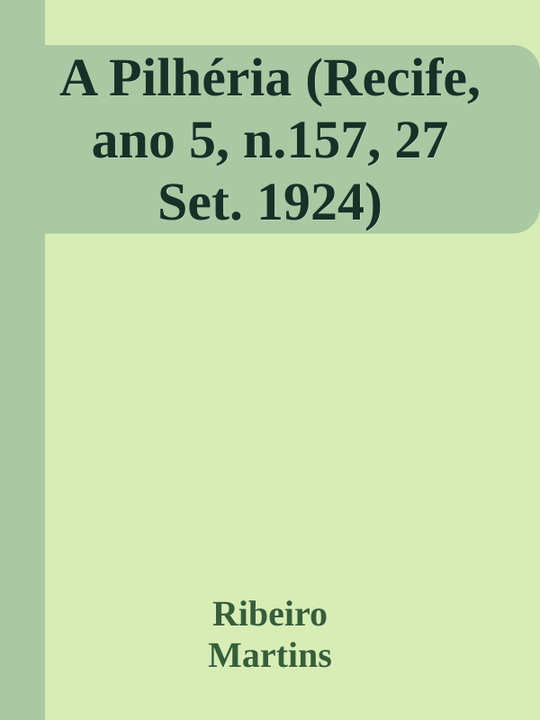 A Pilhéria (Recife,
ano 5, n.157, 27
Set. 1924)
Ribeiro
Martins